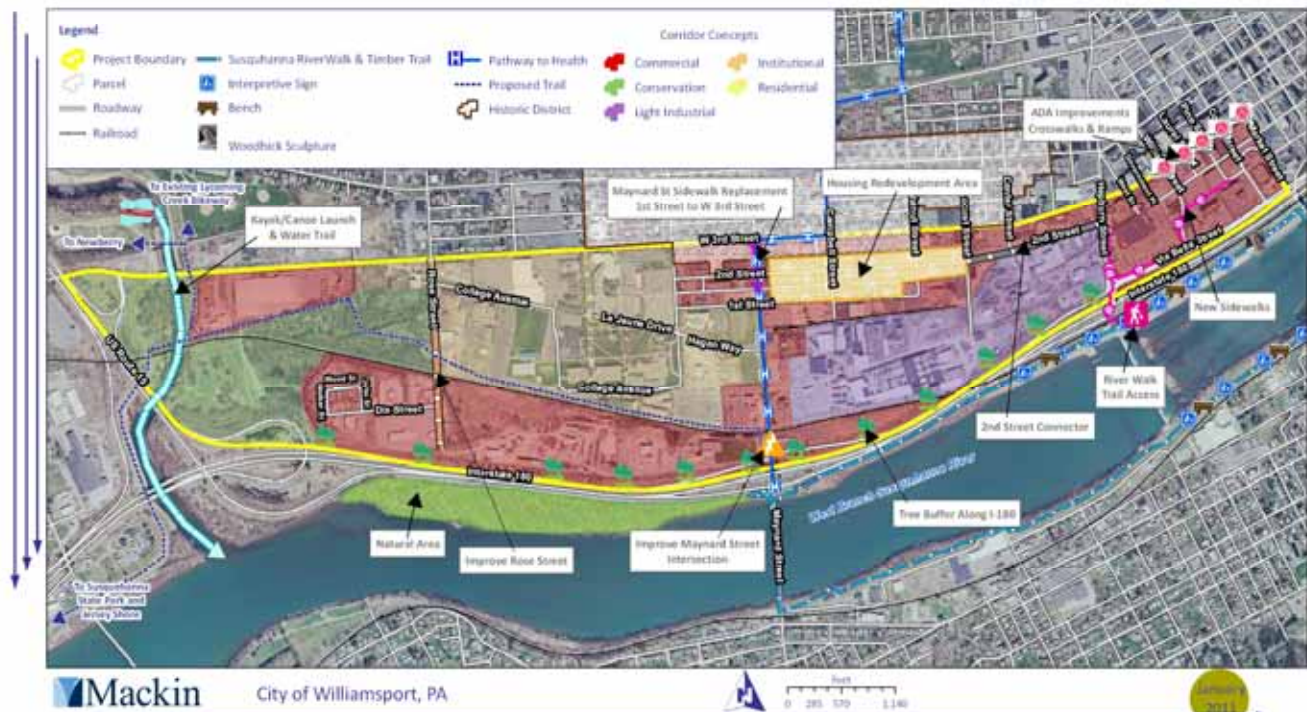 Legend
Project Boundary
Parcel
Roadway
Railroad
Susquehanna RiverWalk & Timber Trail
Interpretive Sign
Bench
Woodhick Sculpture
Pathway to Health
Proposed Trail
Historic District
Corridor Concepts
Commercial
Conservation
Light Industrial
Institutional
Residential
ADA Improvements
Crosswalks & Ramps
To Existing Lycoming
Creek Bikeway
To Newberry
Kayak/Canoe Launch
& Water Trail
Maynard St Sidewalk Replacement
1st Street to W 3rd Street
Housing Redevelopment Area
W 3rd Street
2nd Street
1st Street
2nd Street
Rose Street
College Avenue
La Jeune Drive
Hagan Way
College Avenue
Dix Street
Via Bella Street
Interstate 180
New Sidewalks
River Walk
Trail Access
2nd Street Connector
US Route 15
Interstate 180
West Branch Susquehanna River
Tree Buffer Along I-180
Natural Area
Improve Rose Street
Improve Maynard Street
Intersection
Maynard Street
To Susquehanna
State Park and
Jersey Shore
Mackin
City of Williamsport, PA
N
Feet
0 285 570 1,140
January
2011